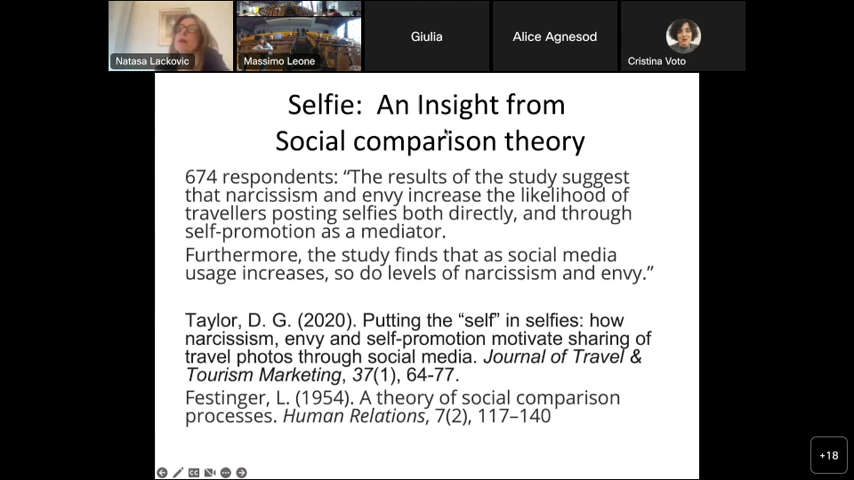 Natasa Lackovic
Massimo Leone
Giulia
Alice Agnesod
Cristina Voto
Selfie: An Insight from
Social comparison theory
674 respondents: “The results of the study suggest
that narcissism and envy increase the likelihood of
travellers posting selfies both directly, and through
self-promotion as a mediator.
Furthermore, the study finds that as social media
usage increases, so do levels of narcissism and envy.”
Taylor, D. G. (2020). Putting the “self” in selfies: how
narcissism, envy and self-promotion motivate sharing of
travel photos through social media. Journal of Travel &
Tourism Marketing, 37(1), 64-77.
Festinger, L. (1954). A theory of social comparison
processes. Human Relations, 7(2), 117–140
+18